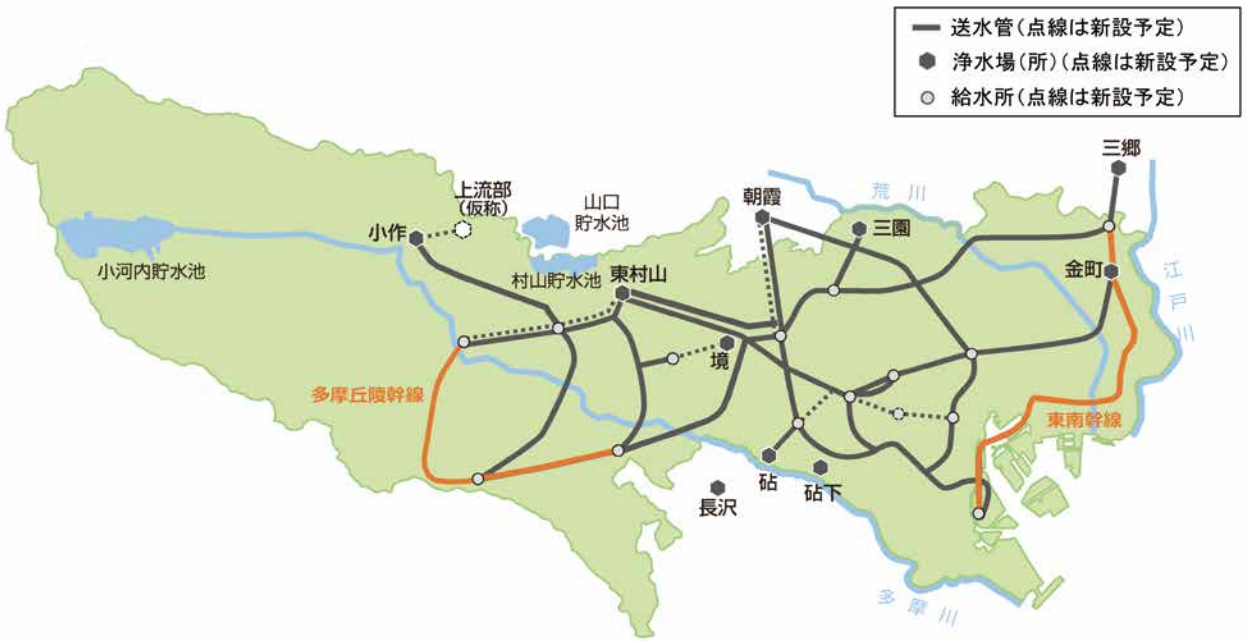 送水管(点線は新設予定)
浄水場(所)(点線は新設予定)
給水所(点線は新設予定)
三郷
上流部
(仮称)
山口
貯水池
朝霞
荒川
三園
小作
小河内貯水池
村山貯水池
東村山
金町
江戸川
境
多摩丘陵幹線
東南幹線
砧
砧下
長沢
多摩川